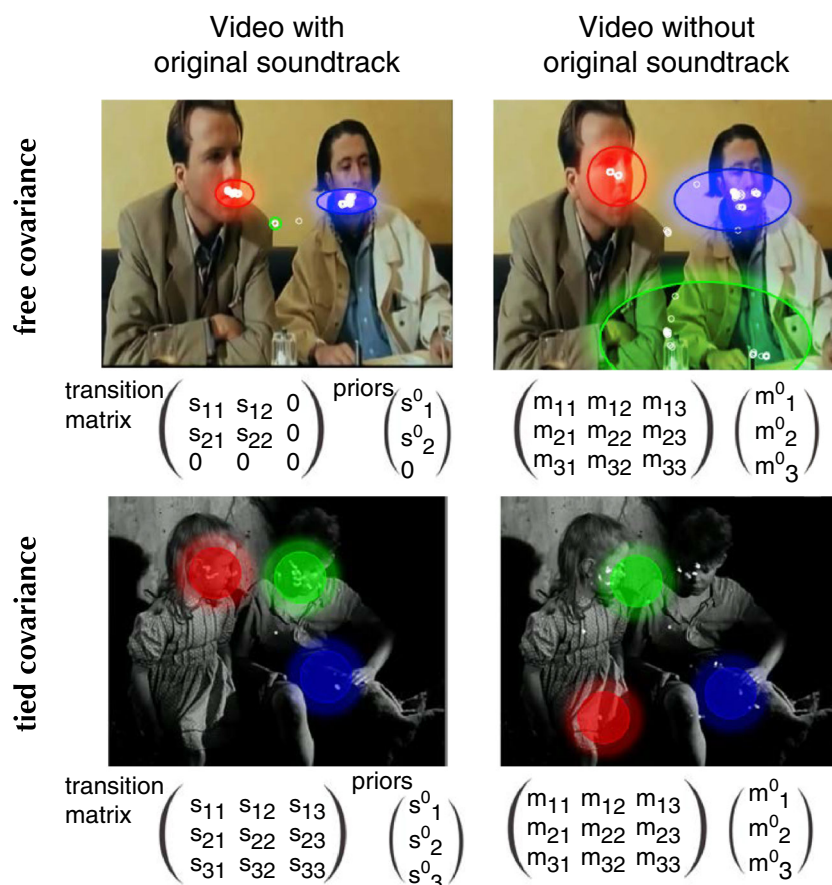 Video with
original soundtrack
Video without
original soundtrack
free covariance
transition
matrix
s₁₁ s₁₂ 0
s₂₁ s₂₂ 0
0 0 0
priors
s⁰₁
s⁰₂
0
m₁₁ m₁₂ m₁₃
m₂₁ m₂₂ m₂₃
m₃₁ m₃₂ m₃₃
m⁰₁
m⁰₂
m⁰₃
tied covariance
transition
matrix
s₁₁ s₁₂ s₁₃
s₂₁ s₂₂ s₂₃
s₃₁ s₃₂ s₃₃
priors
s⁰₁
s⁰₂
s⁰₃
m₁₁ m₁₂ m₁₃
m₂₁ m₂₂ m₂₃
m₃₁ m₃₂ m₃₃
m⁰₁
m⁰₂
m⁰₃